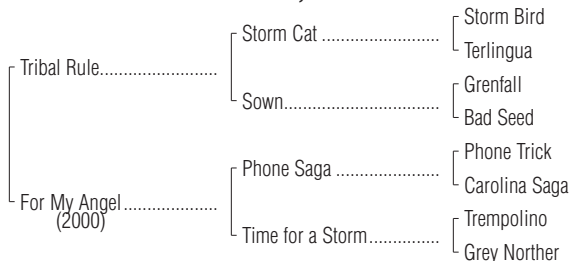 Storm Bird
Storm Cat ........................
Terlingua
Tribal Rule........................
Grenfall
Sown................................
Bad Seed
Phone Trick
Phone Saga .....................
Carolina Saga
For My Angel...................
(2000)
Trempolino
Time for a Storm..............
Grey Norther